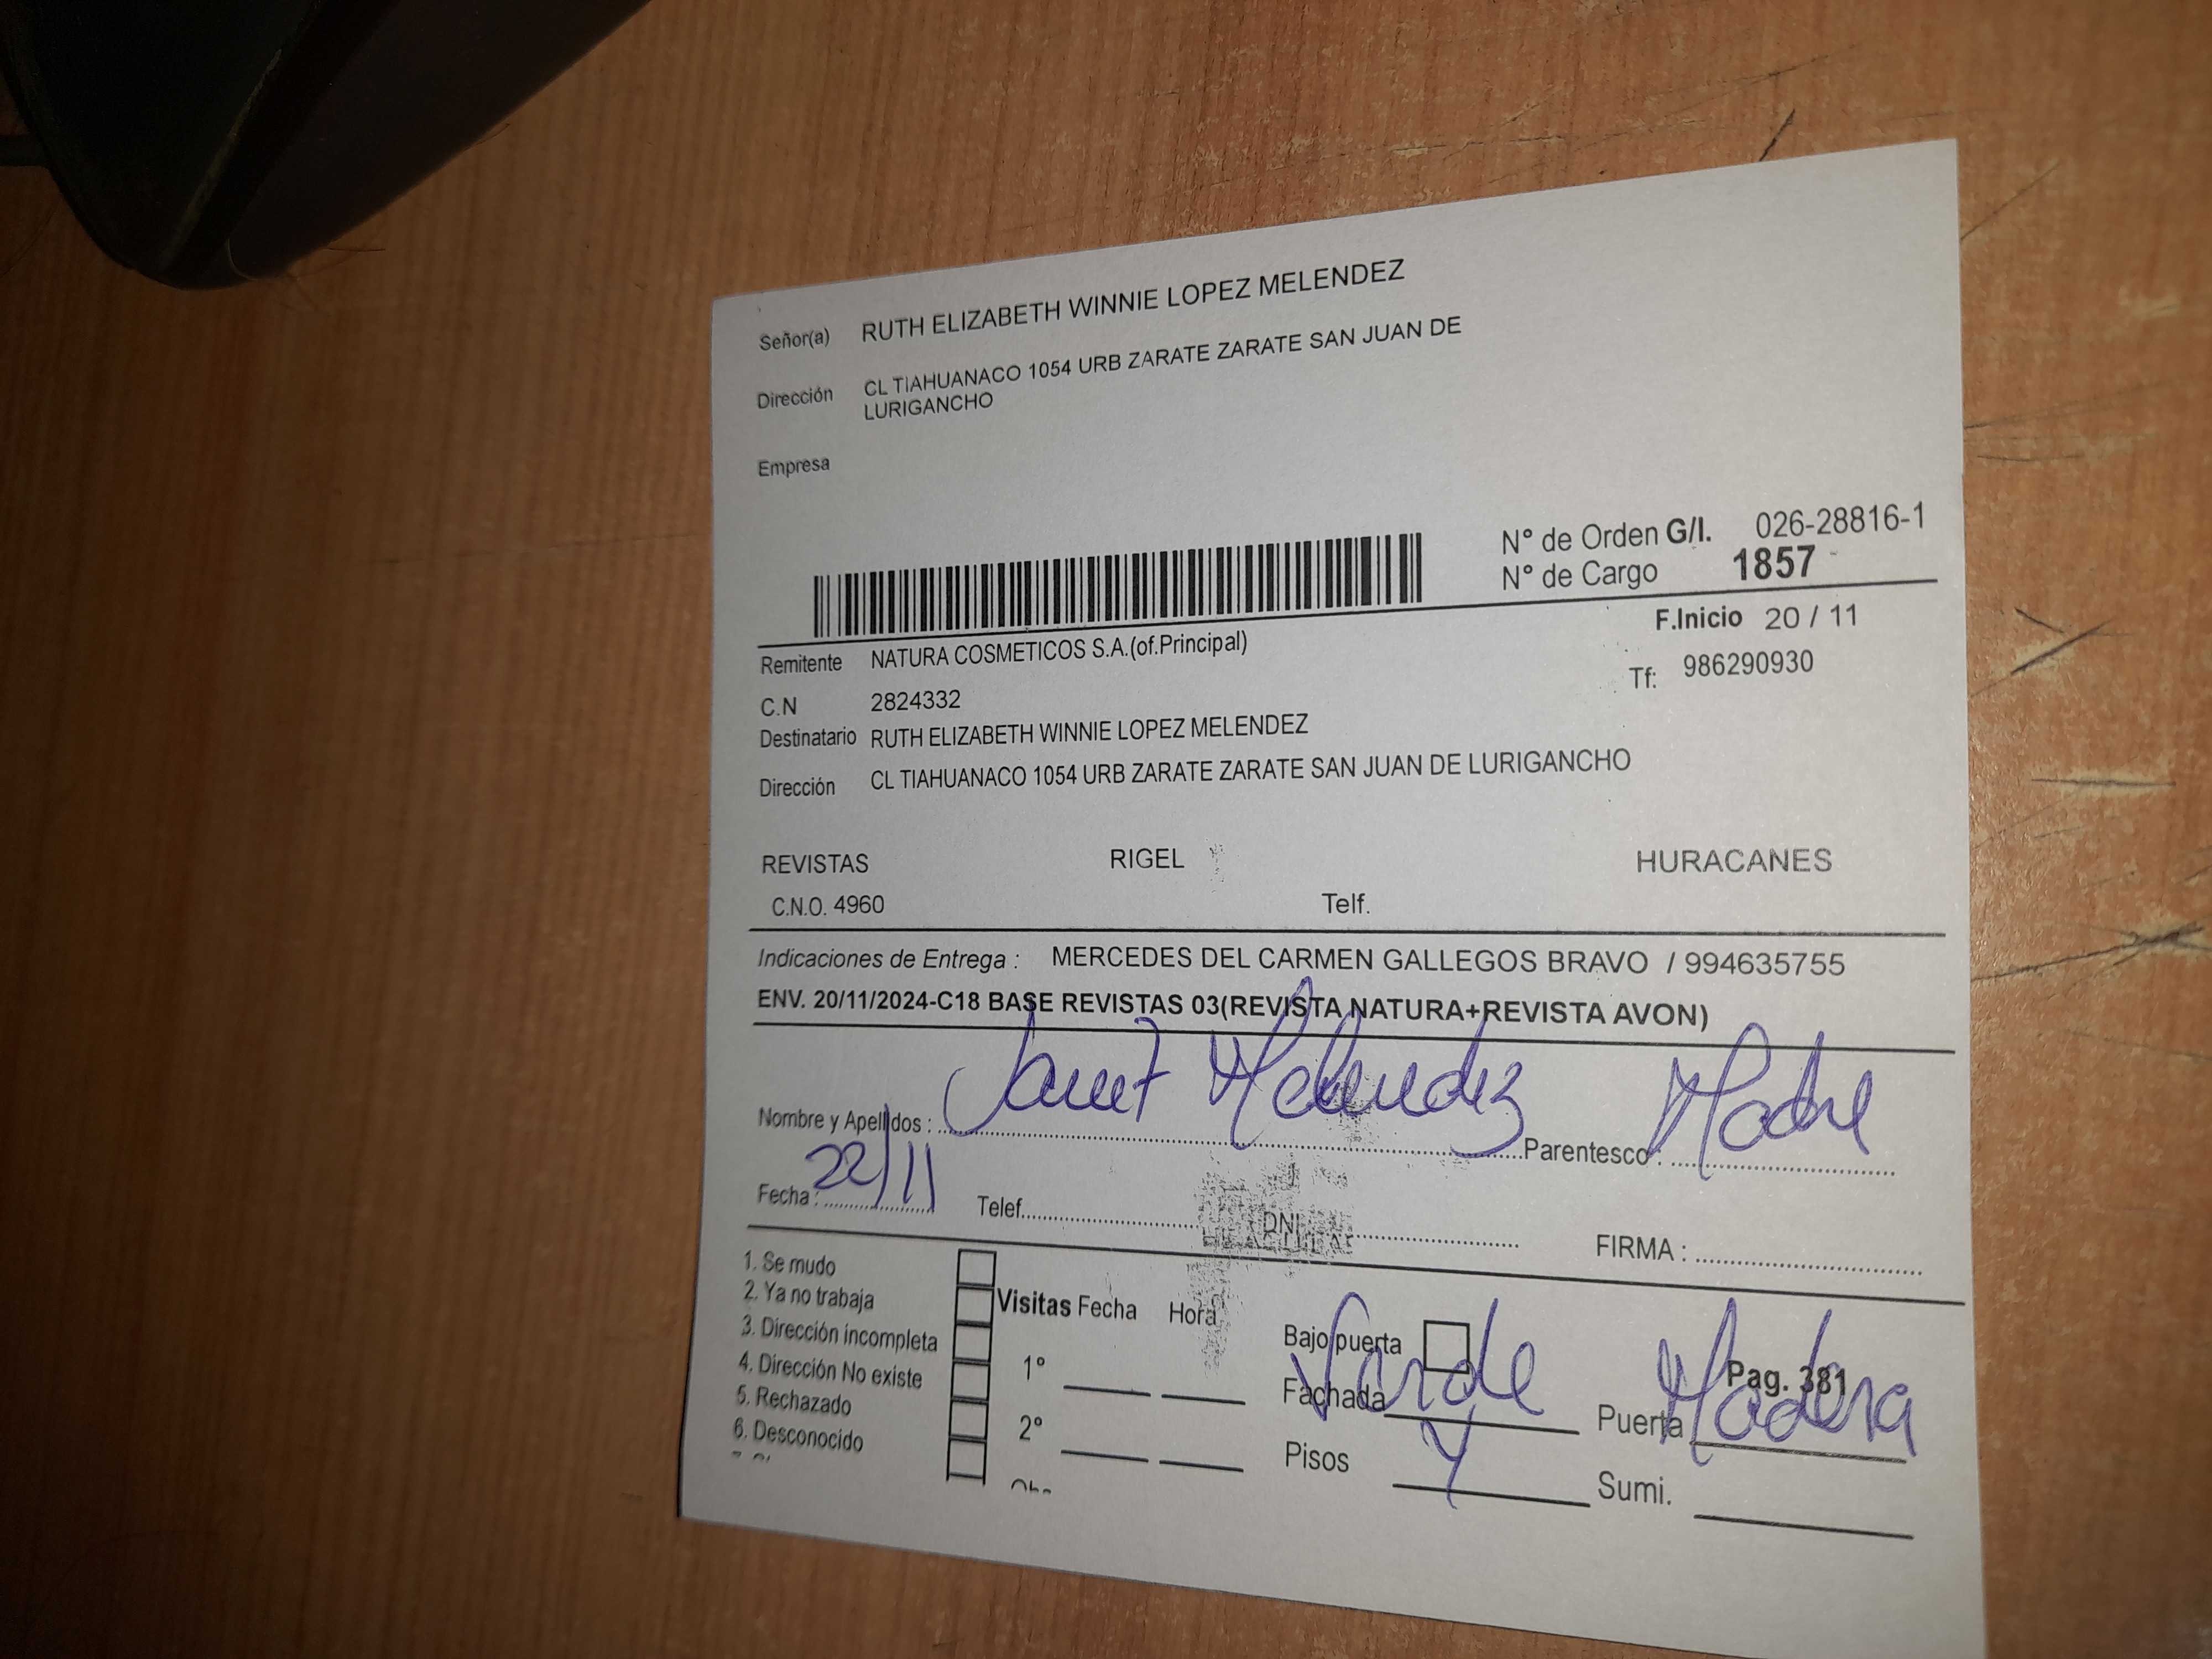 Señor(a) RUTH ELIZABETH WINNIE LOPEZ MELENDEZ
Dirección CL TIAHUANACO 1054 URB ZARATE ZARATE SAN JUAN DE
LURIGANCHO
Empresa
N° de Orden G/I. 026-28816-1
N° de Cargo 1857
F.Inicio 20 / 11
Remitente NATURA COSMETICOS S.A.(of.Principal)
Tf: 986290930
C.N 2824332
Destinatario RUTH ELIZABETH WINNIE LOPEZ MELENDEZ
Dirección CL TIAHUANACO 1054 URB ZARATE ZARATE SAN JUAN DE LURIGANCHO
REVISTAS RIGEL HURACANES
C.N.O. 4960 Telf.
Indicaciones de Entrega : MERCEDES DEL CARMEN GALLEGOS BRAVO / 994635755
ENV. 20/11/2024-C18 BASE REVISTAS 03(REVISTA NATURA+REVISTA AVON)
Nombre y Apellidos : Janet Melendez Parentesco : Madre
Fecha : 22/11 Telef. DNI FIRMA :
1. Se mudo
2. Ya no trabaja
3. Dirección incompleta
4. Dirección No existe
5. Rechazado
6. Desconocido
Visitas Fecha Hora
1°
2°
Bajo puerta
Fachada Verde Puerta Madera
Pag. 381
Pisos 4 Sumi.